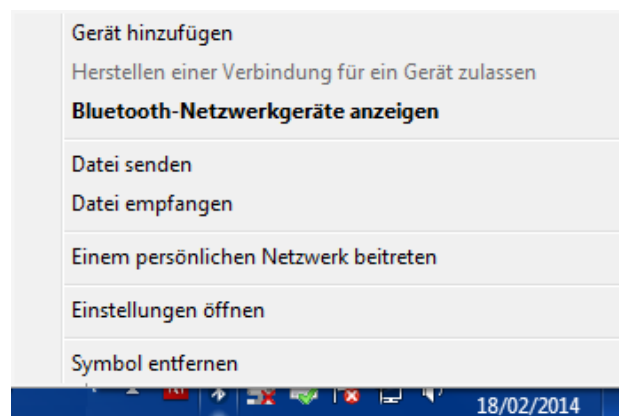 Gerät hinzufügen
Herstellen einer Verbindung für ein Gerät zulassen
Bluetooth-Netzwerkgeräte anzeigen
Datei senden
Datei empfangen
Einem persönlichen Netzwerk beitreten
Einstellungen öffnen
Symbol entfernen
18/02/2014